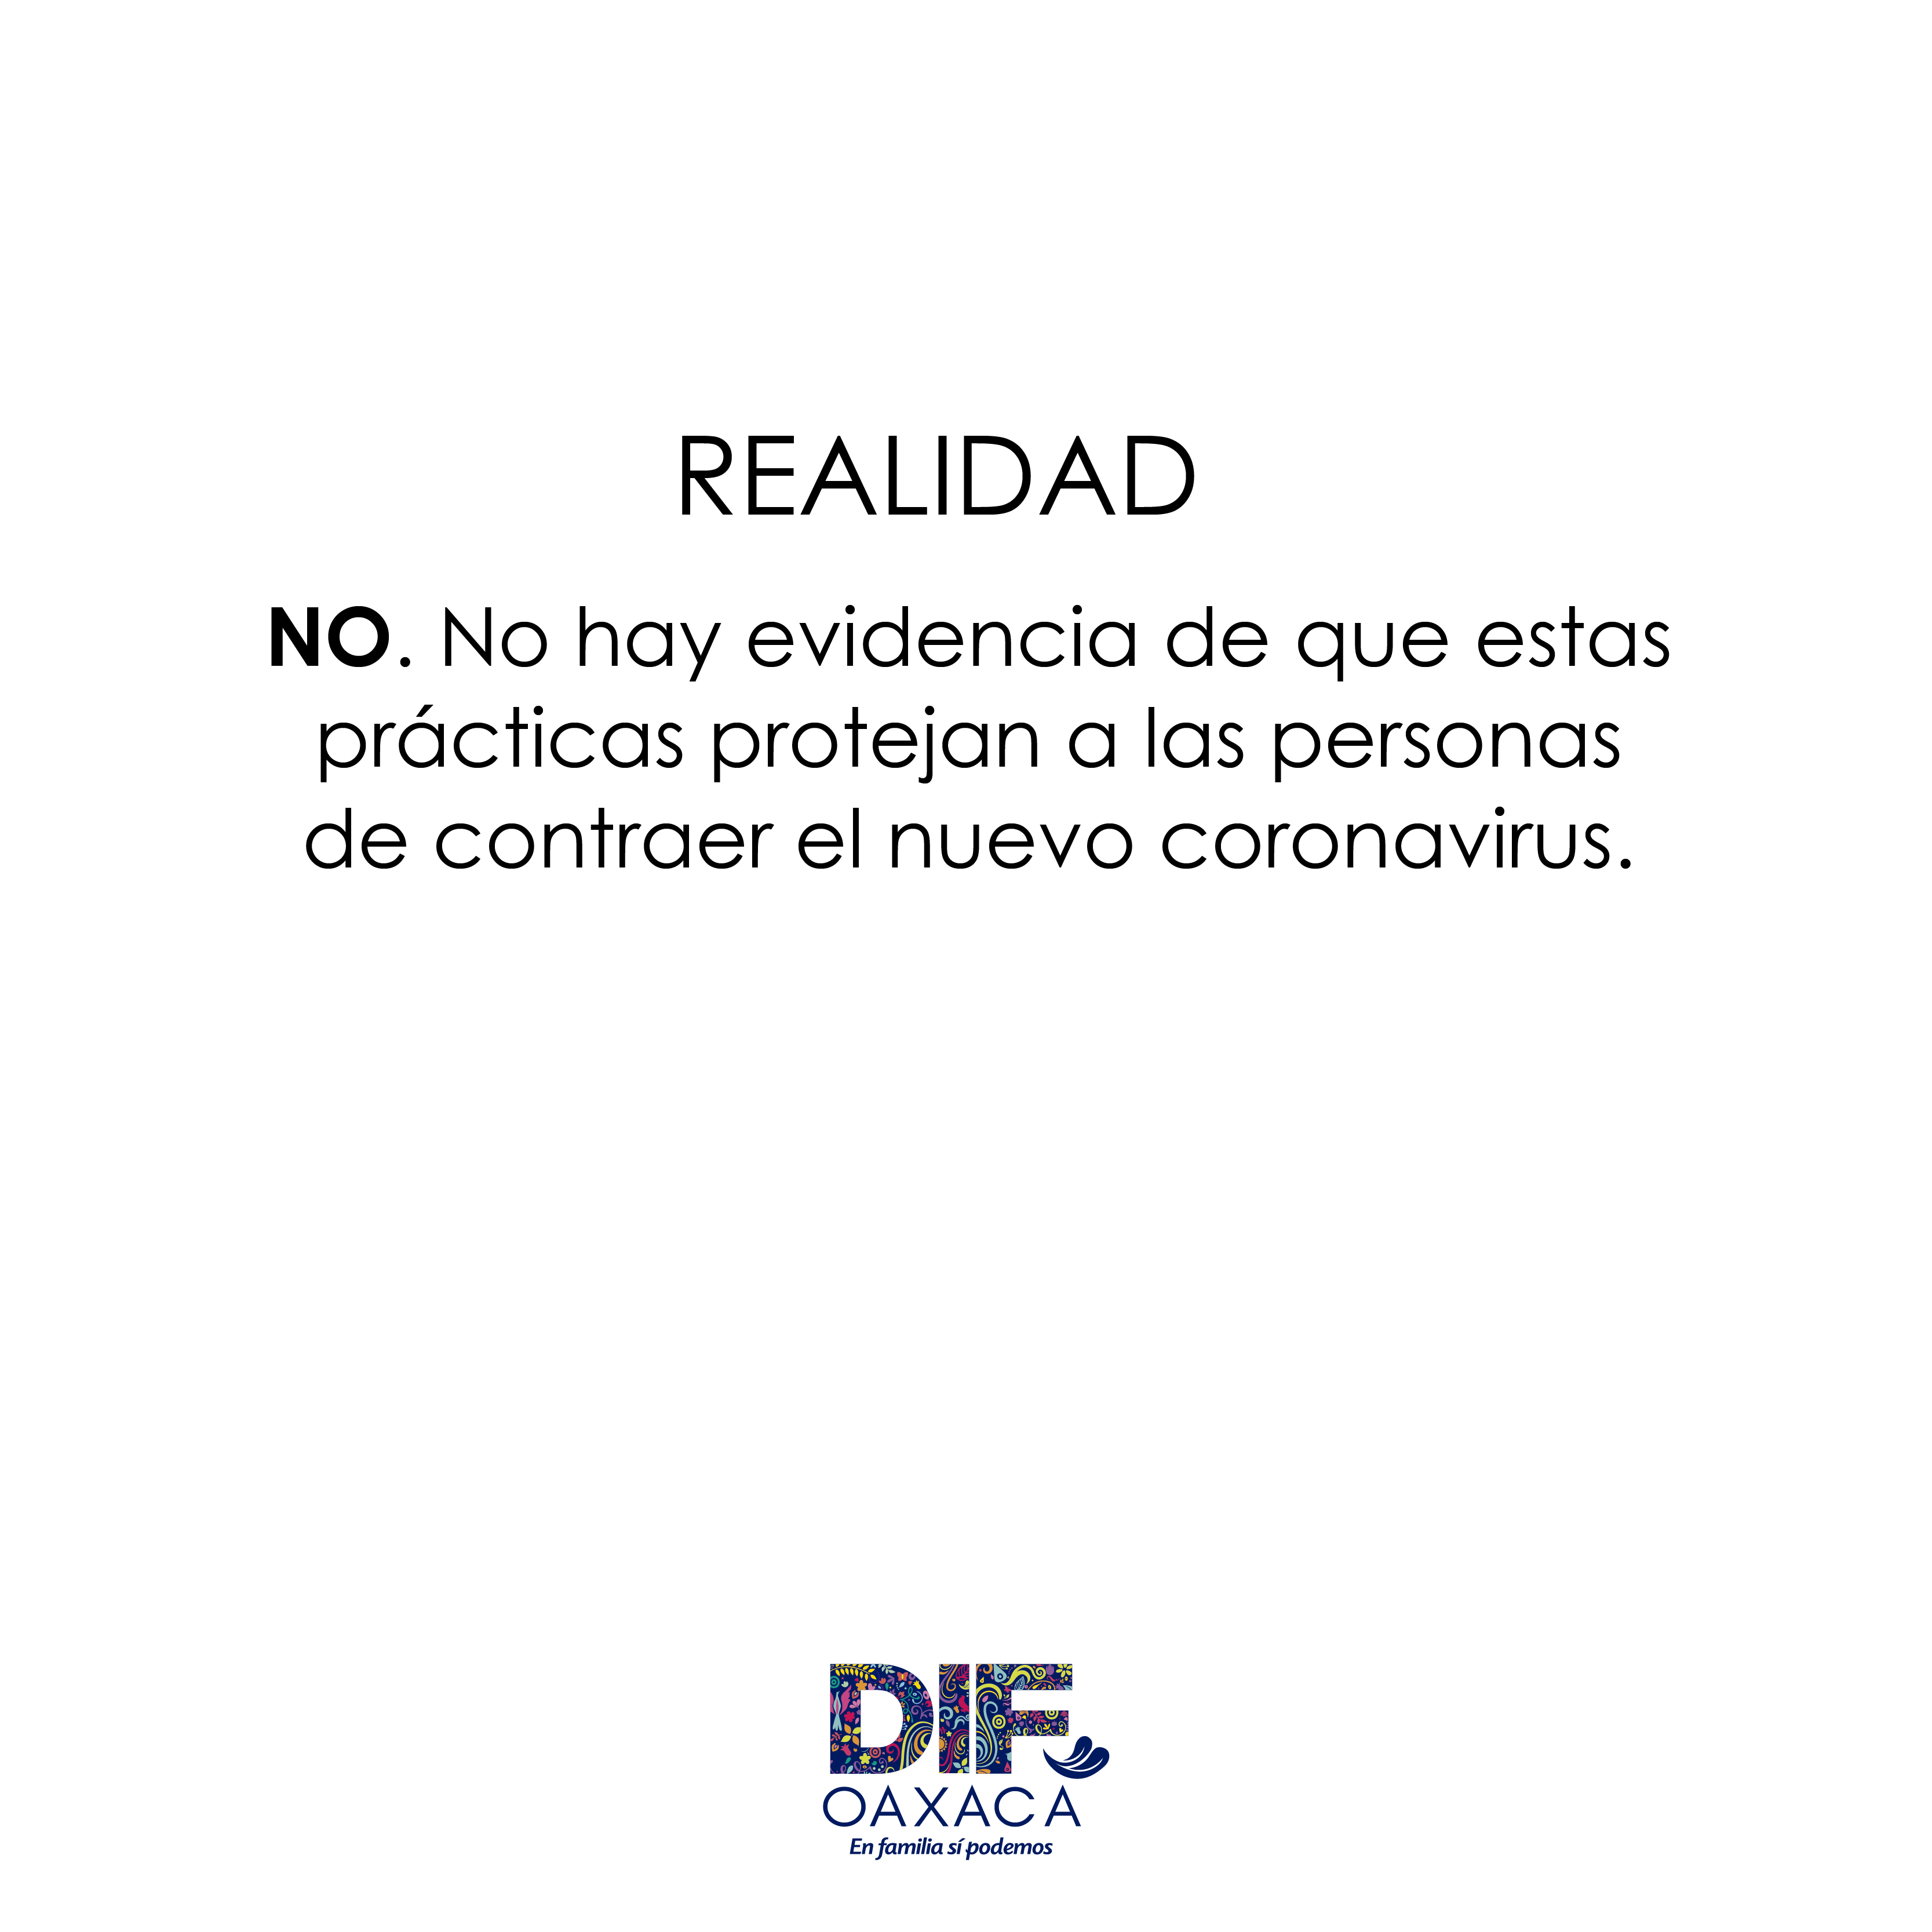 REALIDAD
NO. No hay evidencia de que estas
prácticas protejan a las personas
de contraer el nuevo coronavirus.
DIF
OAXACA
En familia sí podemos